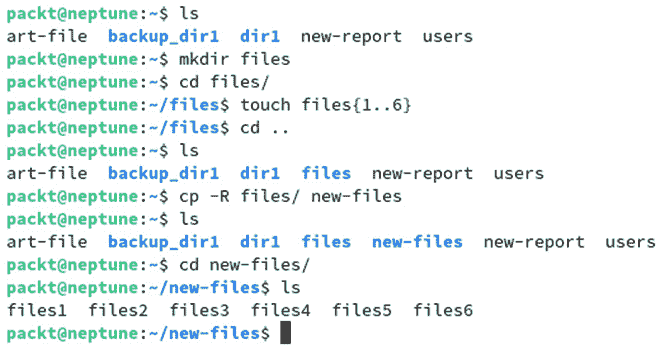 packt@neptune:~$ ls
art-file  backup_dir1  dir1  new-report  users
packt@neptune:~$ mkdir files
packt@neptune:~$ cd files/
packt@neptune:~/files$ touch files{1..6}
packt@neptune:~/files$ cd ..
packt@neptune:~$ ls
art-file  backup_dir1  dir1  files  new-report  users
packt@neptune:~$ cp -R files/ new-files
packt@neptune:~$ ls
art-file  backup_dir1  dir1  files  new-files  new-report  users
packt@neptune:~$ cd new-files/
packt@neptune:~/new-files$ ls
files1  files2  files3  files4  files5  files6
packt@neptune:~/new-files$